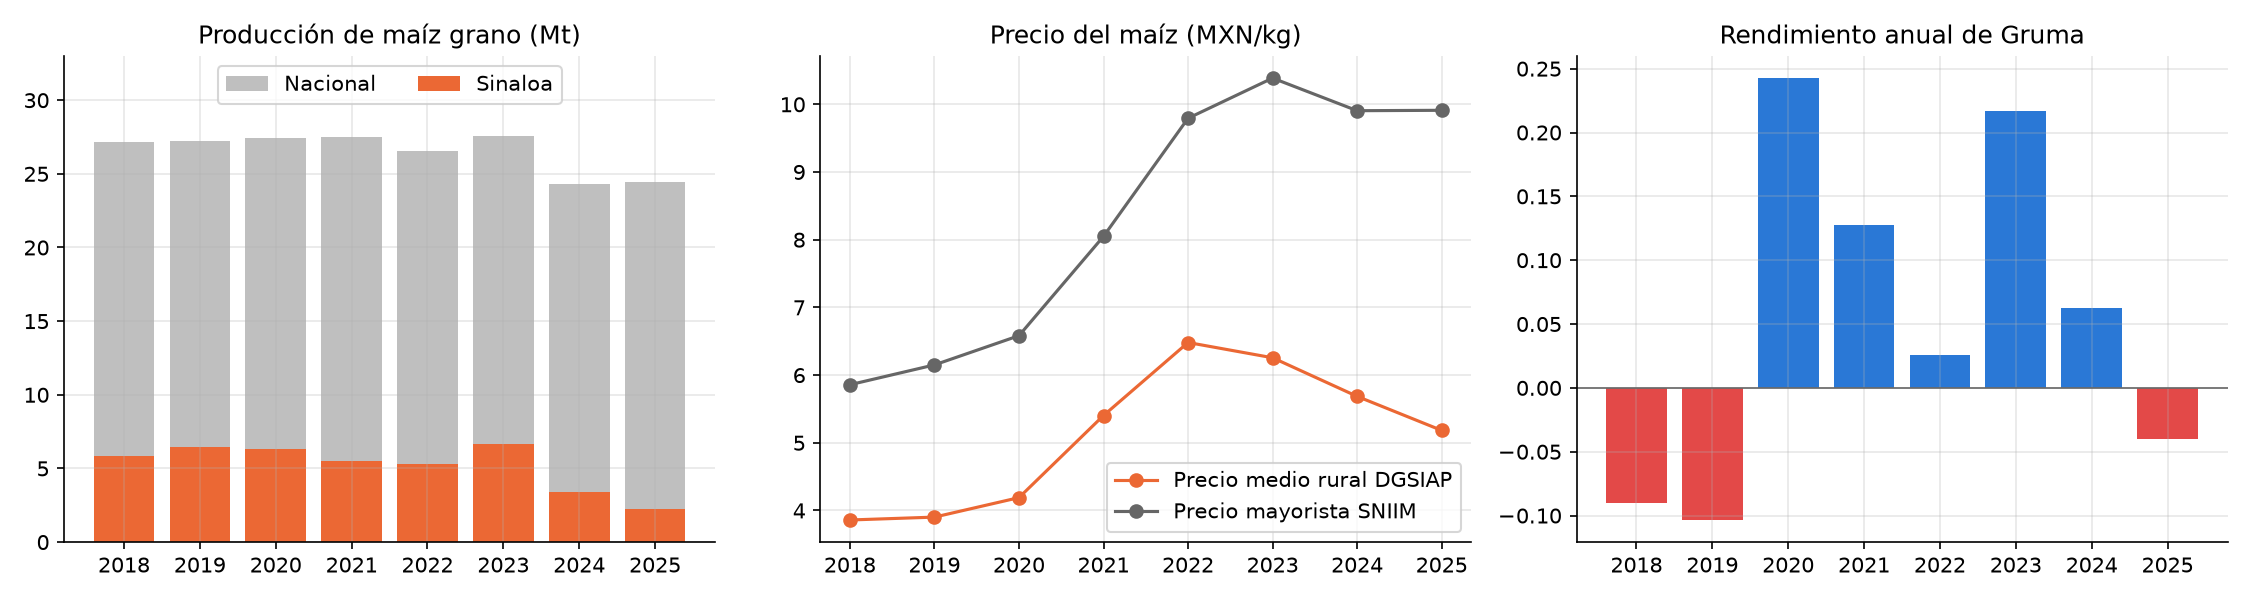 Producción de maíz grano (Mt)
Nacional
Sinaloa
30
25
20
15
10
5
0
2018 2019 2020 2021 2022 2023 2024 2025
Precio del maíz (MXN/kg)
10
9
8
7
6
5
4
Precio medio rural DGSIAP
Precio mayorista SNIIM
2018 2019 2020 2021 2022 2023 2024 2025
Rendimiento anual de Gruma
0.25
0.20
0.15
0.10
0.05
0.00
−0.05
−0.10
2018 2019 2020 2021 2022 2023 2024 2025